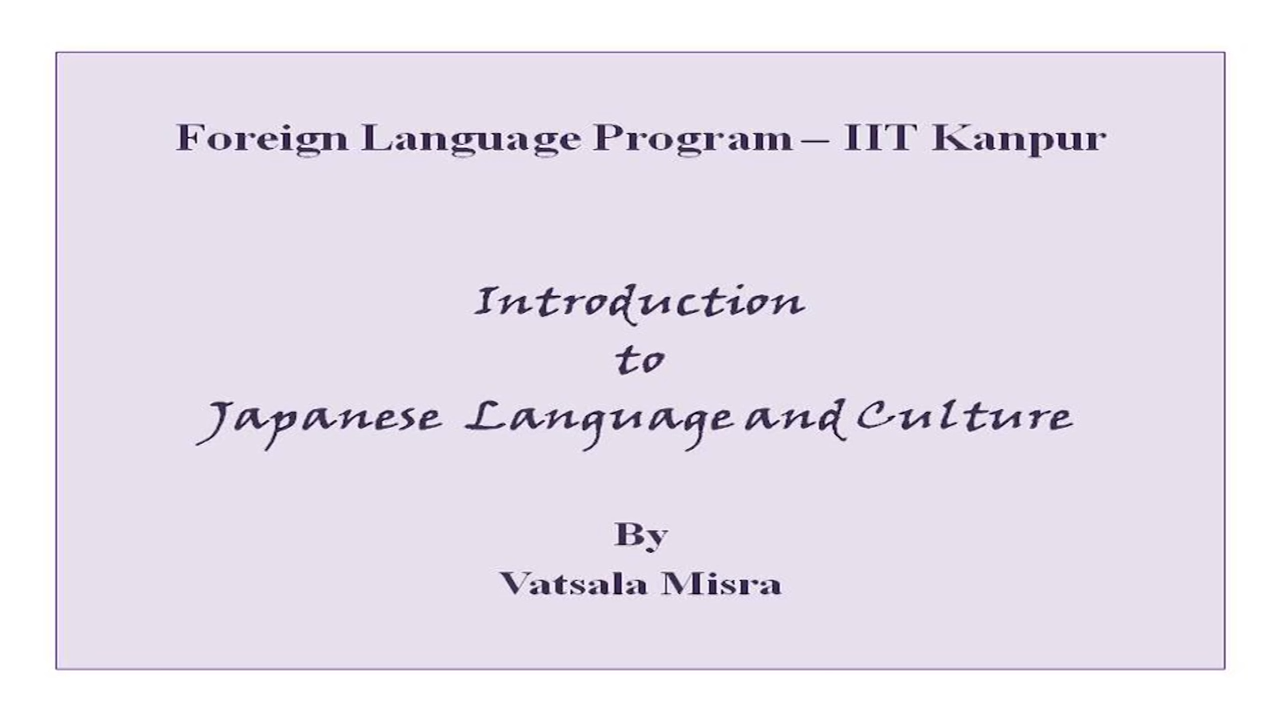 Foreign Language Program – IIT Kanpur
Introduction
to
Japanese Language and Culture
By
Vatsala Misra